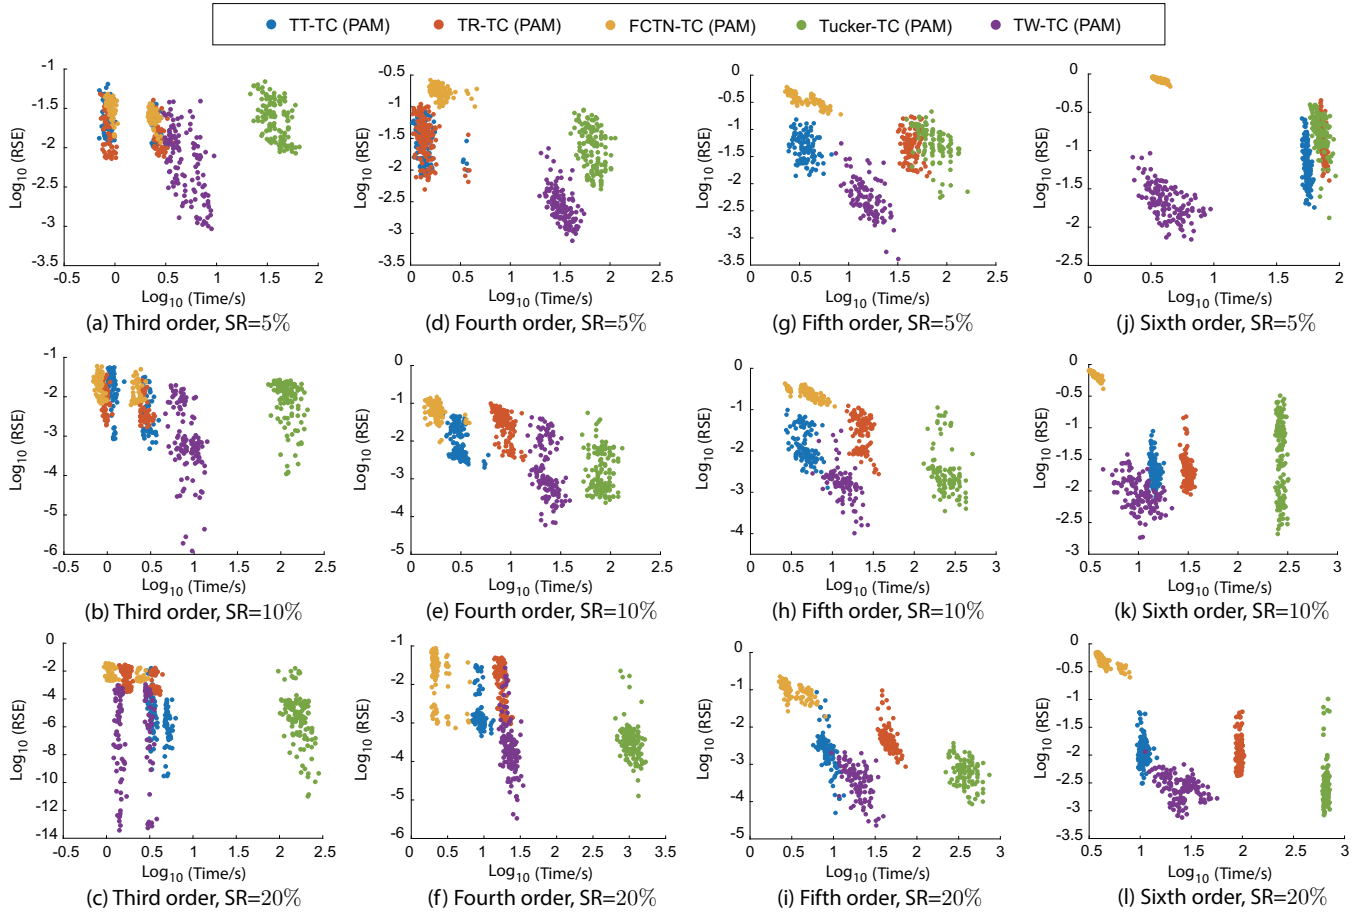 TT-TC (PAM) TR-TC (PAM) FCTN-TC (PAM) Tucker-TC (PAM) TW-TC (PAM)
Log10 (RSE)
-1
-1.5
-2
-2.5
-3
-3.5
-0.5 0 0.5 1 1.5 2
Log10 (Time/s)
(a) Third order, SR=5%
Log10 (RSE)
-0.5
-1
-1.5
-2
-2.5
-3
-3.5
0 0.5 1 1.5 2 2.5
Log10 (Time/s)
(d) Fourth order, SR=5%
Log10 (RSE)
0
-0.5
-1
-1.5
-2
-2.5
-3
-3.5
0 0.5 1 1.5 2 2.5
Log10 (Time/s)
(g) Fifth order, SR=5%
Log10 (RSE)
0
-0.5
-1
-1.5
-2
-2.5
0 0.5 1 1.5 2
Log10 (Time/s)
(j) Sixth order, SR=5%
Log10 (RSE)
-1
-2
-3
-4
-5
-6
-0.5 0 0.5 1 1.5 2 2.5
Log10 (Time/s)
(b) Third order, SR=10%
Log10 (RSE)
0
-1
-2
-3
-4
-5
0 0.5 1 1.5 2 2.5
Log10 (Time/s)
(e) Fourth order, SR=10%
Log10 (RSE)
0
-1
-2
-3
-4
0 0.5 1 1.5 2 2.5 3
Log10 (Time/s)
(h) Fifth order, SR=10%
Log10 (RSE)
0
-0.5
-1
-1.5
-2
-2.5
-3
0.5 1 1.5 2 2.5 3
Log10 (Time/s)
(k) Sixth order, SR=10%
Log10 (RSE)
0
-2
-4
-6
-8
-10
-12
-14
-0.5 0 0.5 1 1.5 2 2.5
Log10 (Time/s)
(c) Third order, SR=20%
Log10 (RSE)
-1
-2
-3
-4
-5
-6
0 0.5 1 1.5 2 2.5 3 3.5
Log10 (Time/s)
(f) Fourth order, SR=20%
Log10 (RSE)
0
-1
-2
-3
-4
-5
0 0.5 1 1.5 2 2.5 3
Log10 (Time/s)
(i) Fifth order, SR=20%
Log10 (RSE)
0
-0.5
-1
-1.5
-2
-2.5
-3
-3.5
0.5 1 1.5 2 2.5 3
Log10 (Time/s)
(l) Sixth order, SR=20%